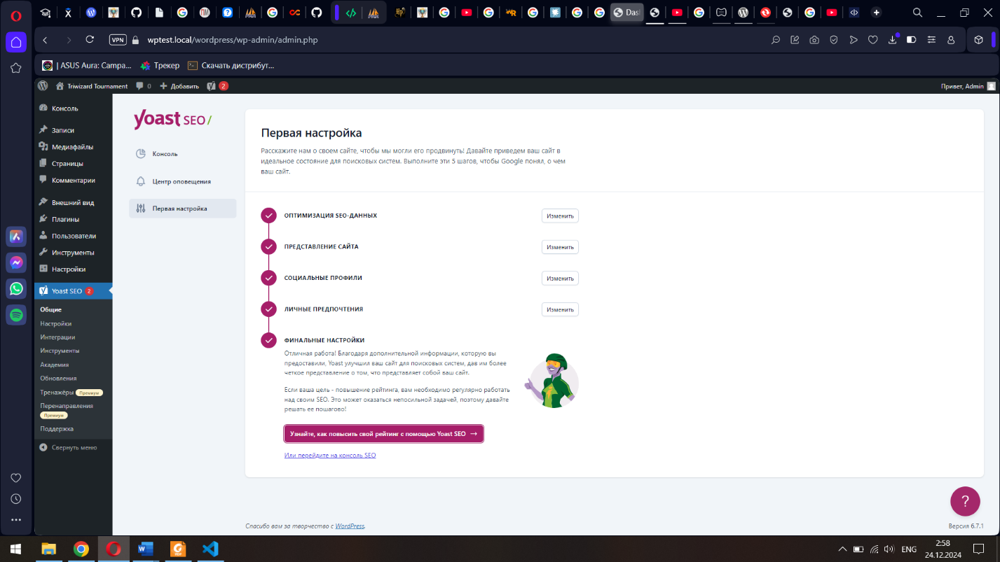 Das
VPN
wptest.local/wordpress/wp-admin/admin.php
| ASUS Aura: Campa...
Трекер
Скачать дистрибут...
Triwizard Tournament
0
Добавить
2
Привет, Admin
Консоль
Записи
Медиафайлы
Страницы
Комментарии
Внешний вид
Плагины
Пользователи
Инструменты
Настройки
Yoast SEO 2
Общие
Настройки
Интеграции
Инструменты
Академия
Обновления
Тренажёры Премиум
Перенаправления
Премиум
Поддержка
Свернуть меню
yoast SEO /
Консоль
Центр оповещения
Первая настройка
Первая настройка
Расскажите нам о своем сайте, чтобы мы могли его продвинуть! Давайте приведем ваш сайт в
идеальное состояние для поисковых систем. Выполните эти 5 шагов, чтобы Google понял, о чем
ваш сайт.
ОПТИМИЗАЦИЯ SEO-ДАННЫХ
Изменить
ПРЕДСТАВЛЕНИЕ САЙТА
Изменить
СОЦИАЛЬНЫЕ ПРОФИЛИ
Изменить
ЛИЧНЫЕ ПРЕДПОЧТЕНИЯ
Изменить
ФИНАЛЬНЫЕ НАСТРОЙКИ
Отличная работа! Благодаря дополнительной информации, которую вы
предоставили, Yoast улучшил ваш сайт для поисковых систем, дав им более
четкое представление о том, что представляет собой ваш сайт.
Если ваша цель - повышение рейтинга, вам необходимо регулярно работать
над своим SEO. Это может оказаться непосильной задачей, поэтому давайте
решать ее пошагово!
Узнайте, как повысить свой рейтинг с помощью Yoast SEO →
Или перейдите на консоль SEO
?
Спасибо вам за творчество с WordPress.
Версия 6.7.1
ENG
2:58
24.12.2024